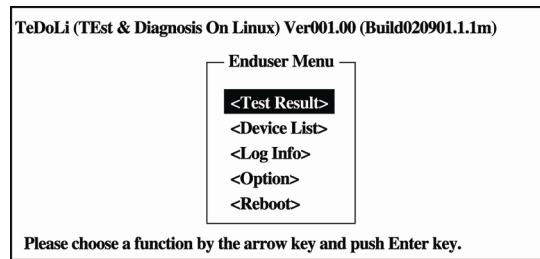 TeDoLi (TEst & Diagnosis On Linux) Ver001.00 (Build020901.1.1m)
Enduser Menu
<Test Result>
<Device List>
<Log Info>
<Option>
<Reboot>
Please choose a function by the arrow key and push Enter key.